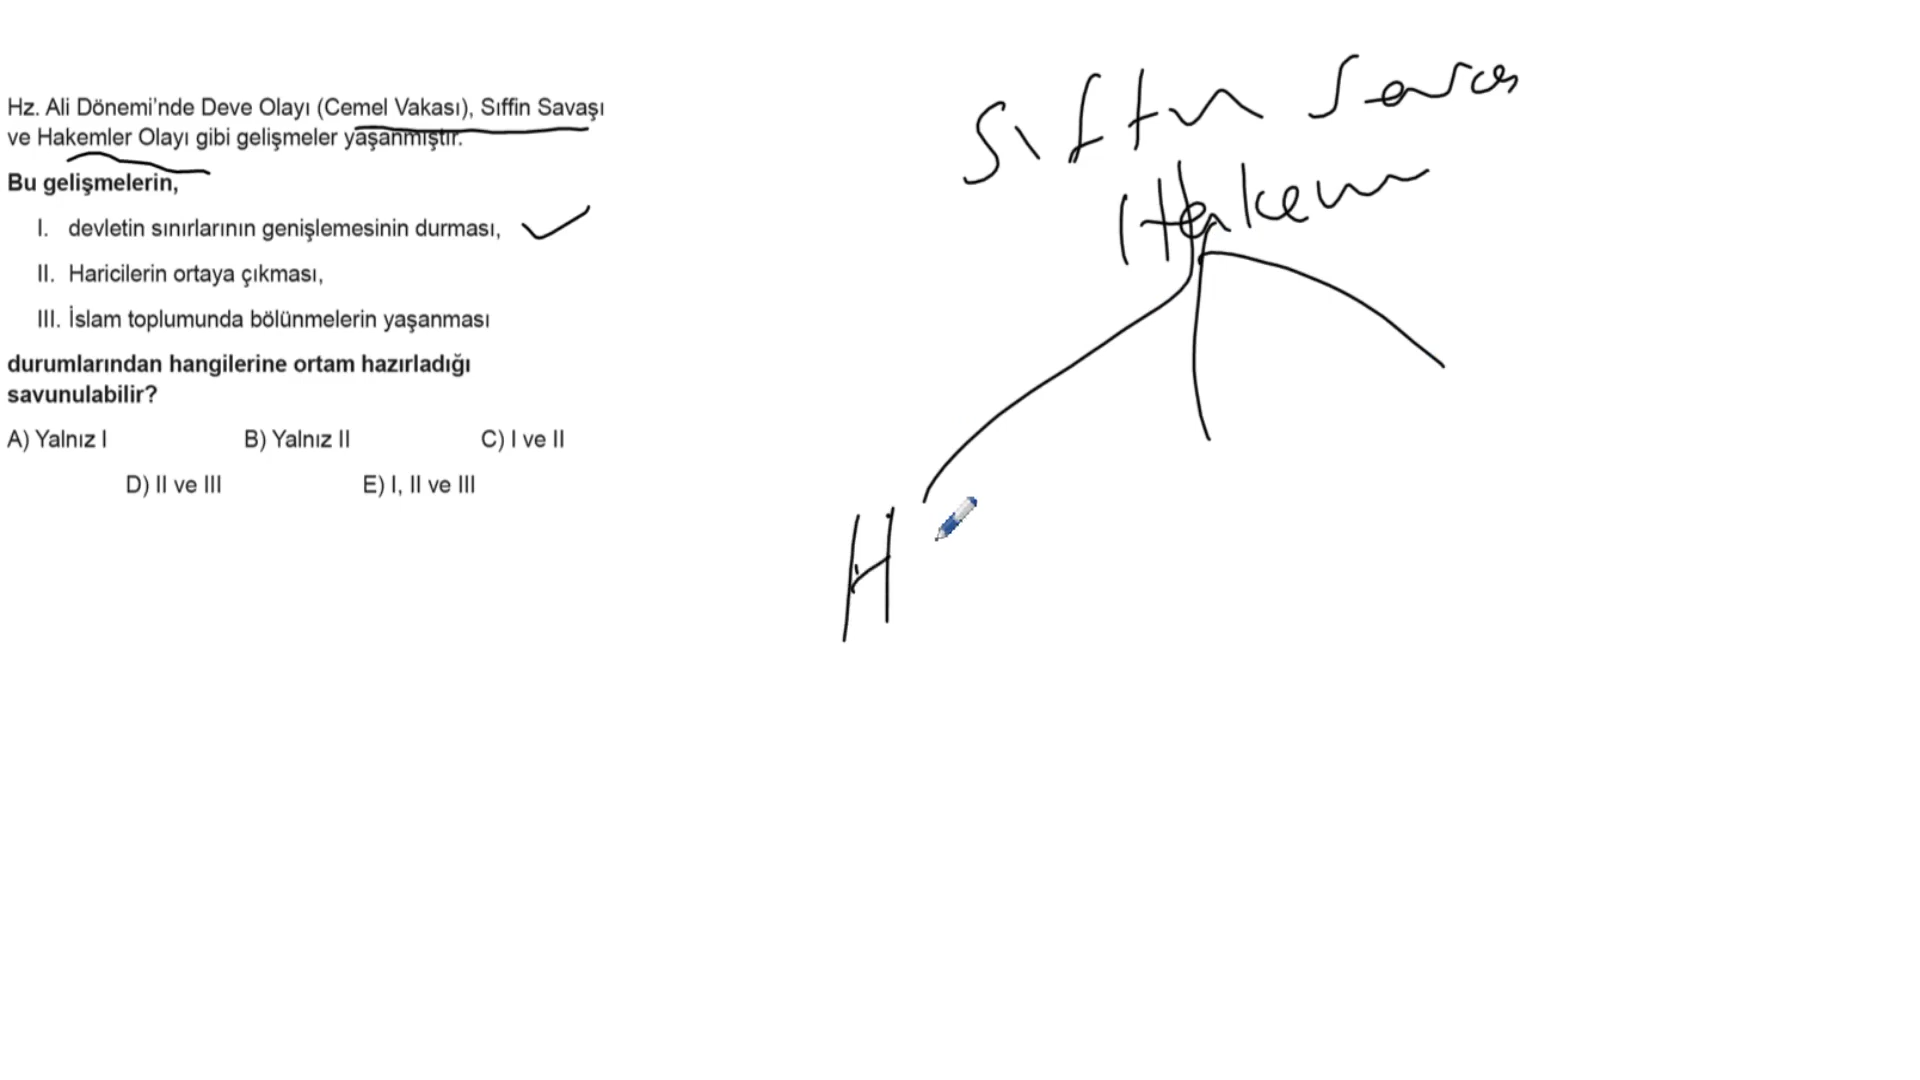 Hz. Ali Dönemi'nde Deve Olayı (Cemel Vakası), Sıffin Savaşı
ve Hakemler Olayı gibi gelişmeler yaşanmıştır.
Bu gelişmelerin,
I. devletin sınırlarının genişlemesinin durması,
II. Haricilerin ortaya çıkması,
III. İslam toplumunda bölünmelerin yaşanması
durumlarından hangilerine ortam hazırladığı
savunulabilir?
A) Yalnız I B) Yalnız II C) I ve II
D) II ve III E) I, II ve III
Sıffın Savaş
Hakem
H